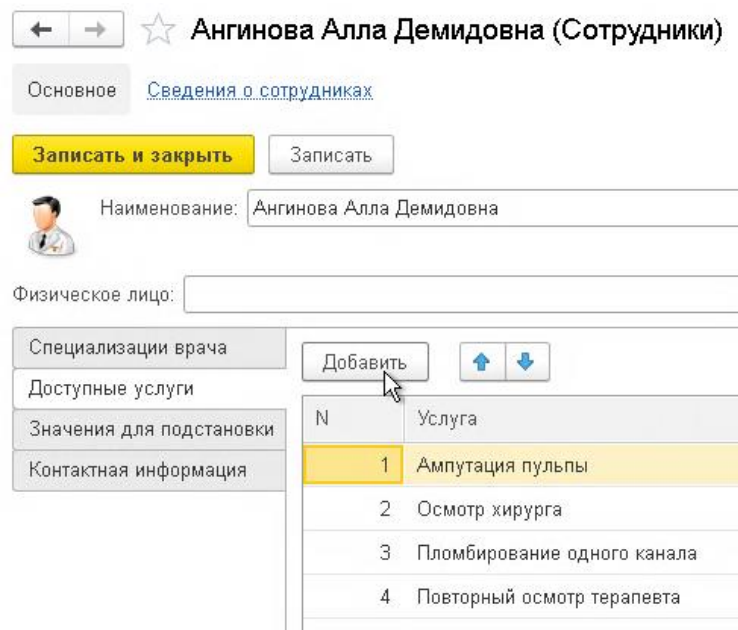 Ангинова Алла Демидовна (Сотрудники)
Основное Сведения о сотрудниках
Записать и закрыть Записать
Наименование: Ангинова Алла Демидовна
Физическое лицо:
Специализации врача
Доступные услуги
Значения для подстановки
Контактная информация
Добавить
N Услуга
1 Ампутация пульпы
2 Осмотр хирурга
3 Пломбирование одного канала
4 Повторный осмотр терапевта